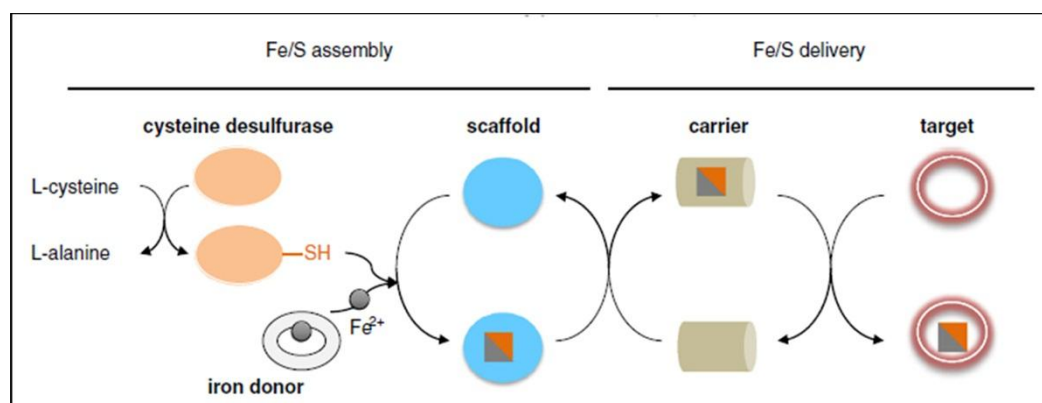 Fe/S assembly
Fe/S delivery
cysteine desulfurase
scaffold
carrier
target
L-cysteine
L-alanine
SH
Fe2+
iron donor